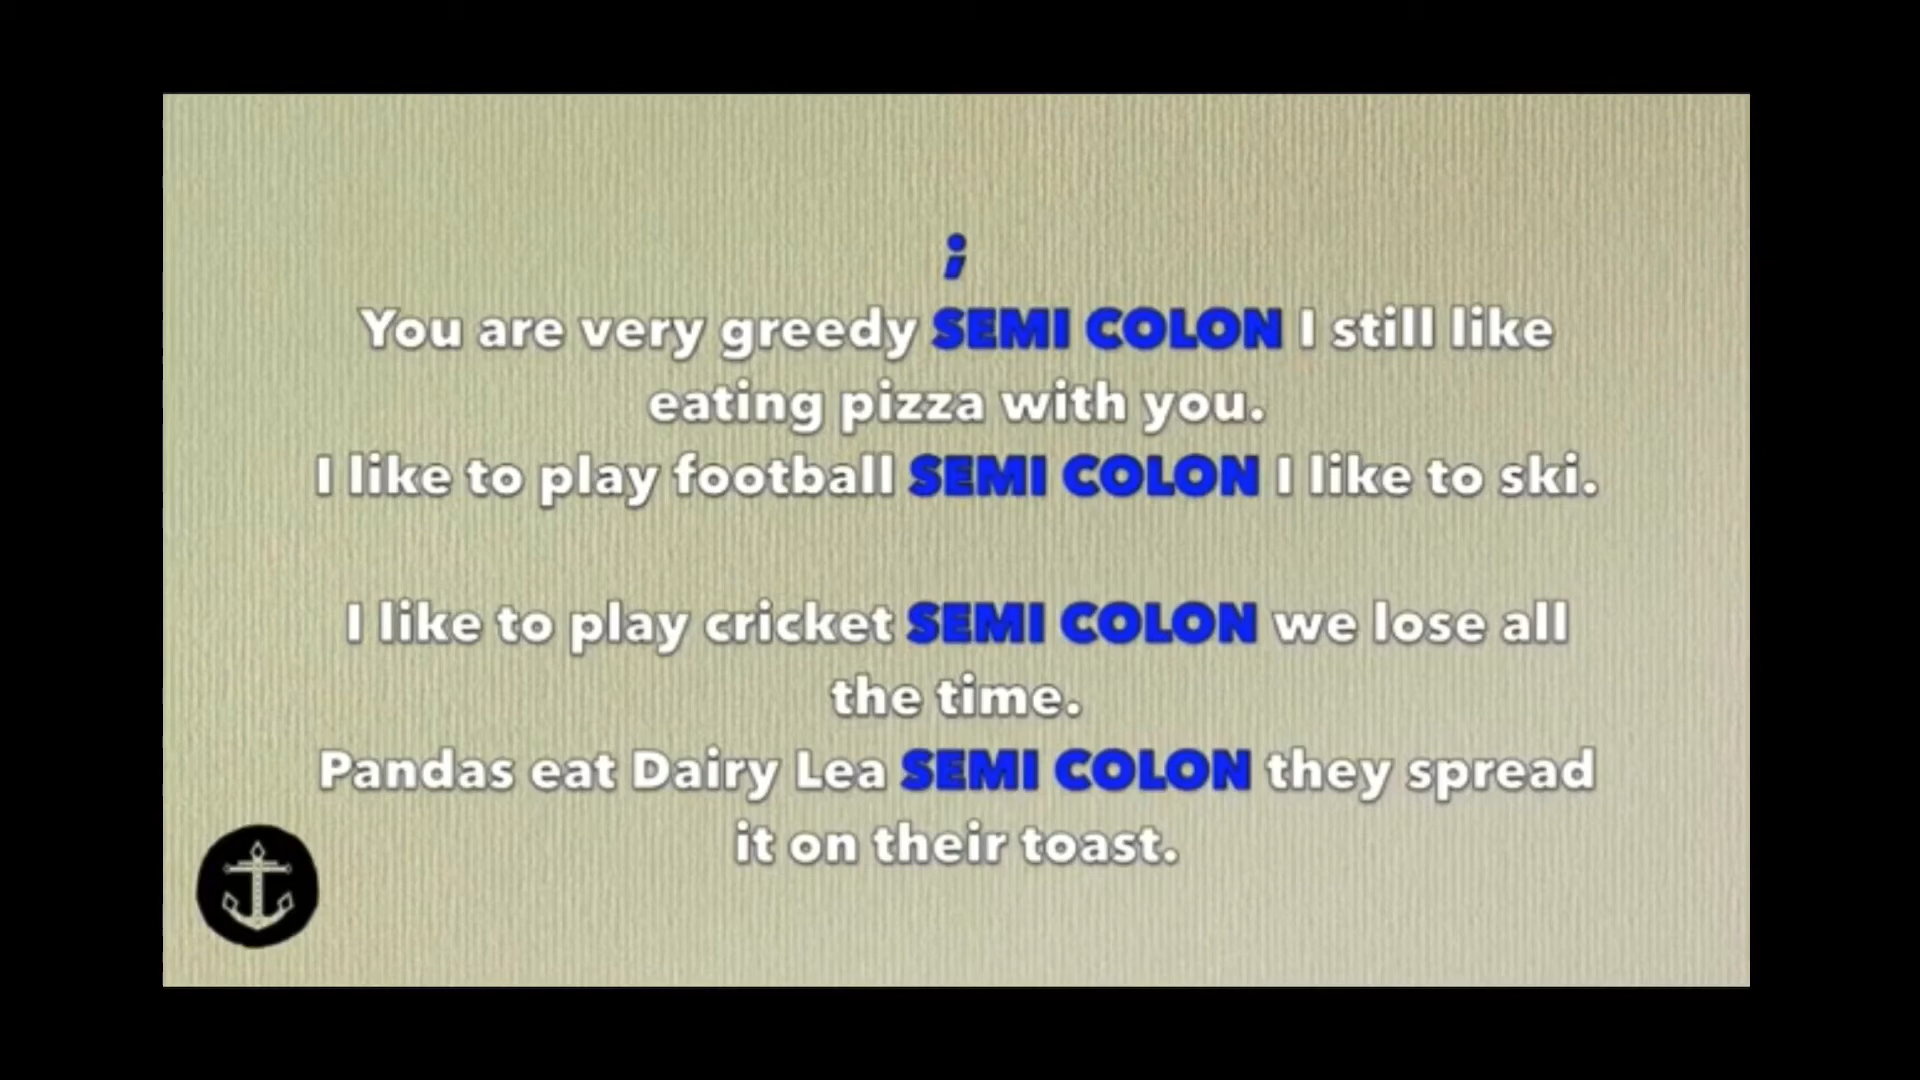 ;
You are very greedy SEMI COLON I still like
eating pizza with you.
I like to play football SEMI COLON I like to ski.
I like to play cricket SEMI COLON we lose all
the time.
Pandas eat Dairy Lea SEMI COLON they spread
it on their toast.